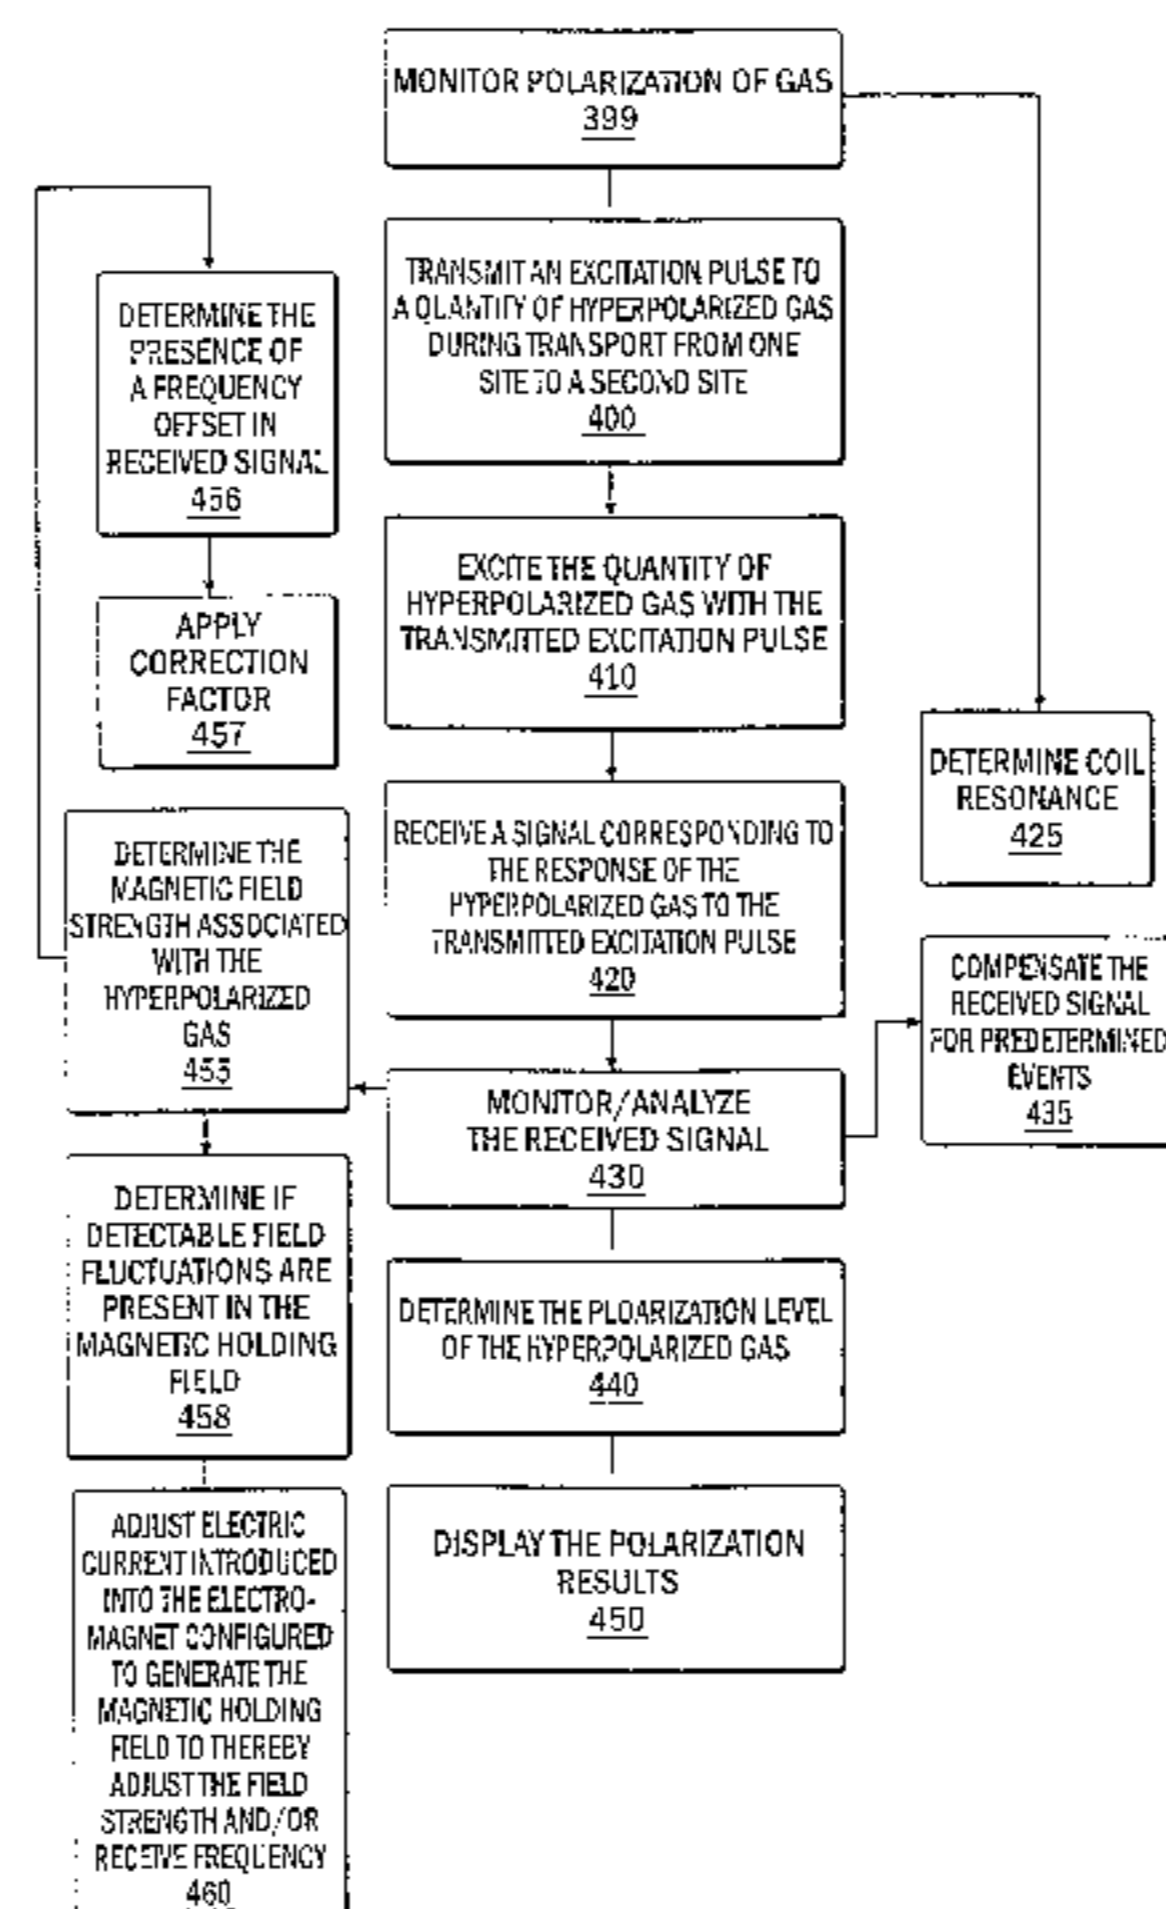 MONITOR POLARIZATION OF GAS
399
TRANSMIT AN EXCITATION PULSE TO
A QUANTITY OF HYPERPOLARIZED GAS
DURING TRANSPORT FROM ONE
SITE TO A SECOND SITE
400
EXCITE THE QUANTITY OF
HYPERPOLARIZED GAS WITH THE
TRANSMITTED EXCITATION PULSE
410
RECEIVE A SIGNAL CORRESPONDING TO
THE RESPONSE OF THE
HYPERPOLARIZED GAS TO THE
TRANSMITTED EXCITATION PULSE
420
MONITOR/ANALYZE
THE RECEIVED SIGNAL
430
DETERMINE THE PLOARIZATION LEVEL
OF THE HYPERPOLARIZED GAS
440
DISPLAY THE POLARIZATION
RESULTS
450
DETERMINE THE
PRESENCE OF
A FREQUENCY
OFFSET IN
RECEIVED SIGNAL
456
APPLY
CORRECTION
FACTOR
457
DETERMINE THE
MAGNETIC FIELD
STRENGTH ASSOCIATED
WITH THE
HYPERPOLARIZED
GAS
455
DETERMINE IF
DETECTABLE FIELD
FLUCTUATIONS ARE
PRESENT IN THE
MAGNETIC HOLDING
FIELD
458
ADJUST ELECTRIC
CURRENT INTRODUCED
INTO THE ELECTRO-
MAGNET CONFIGURED
TO GENERATE THE
MAGNETIC HOLDING
FIELD TO THEREBY
ADJUST THE FIELD
STRENGTH AND/OR
RECEIVE FREQUENCY
460
DETERMINE COIL
RESONANCE
425
COMPENSATE THE
RECEIVED SIGNAL
FOR PREDETERMINED
EVENTS
435